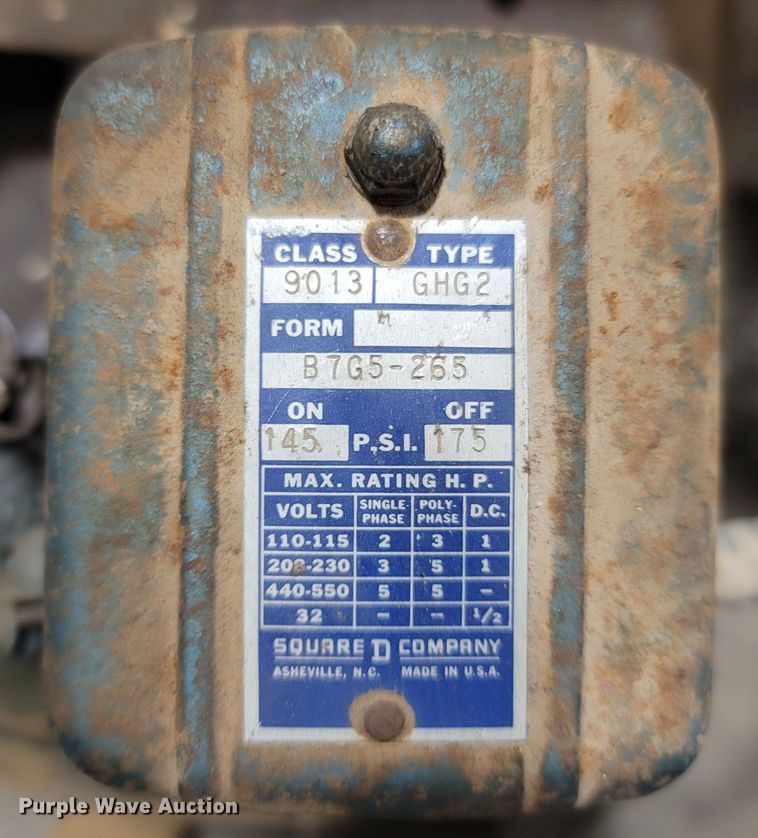 CLASS TYPE
9013 GHG2
FORM
B7G5-265
ON OFF
145 P.S.I. 175
MAX. RATING H. P.
VOLTS SINGLE-PHASE POLY-PHASE D.C.
110-115 2 3 1
208-230 3 5 1
440-550 5 5 –
32 – – 1/2
SQUARE D COMPANY
ASHEVILLE, N.C. MADE IN U.S.A.
Purple Wave Auction